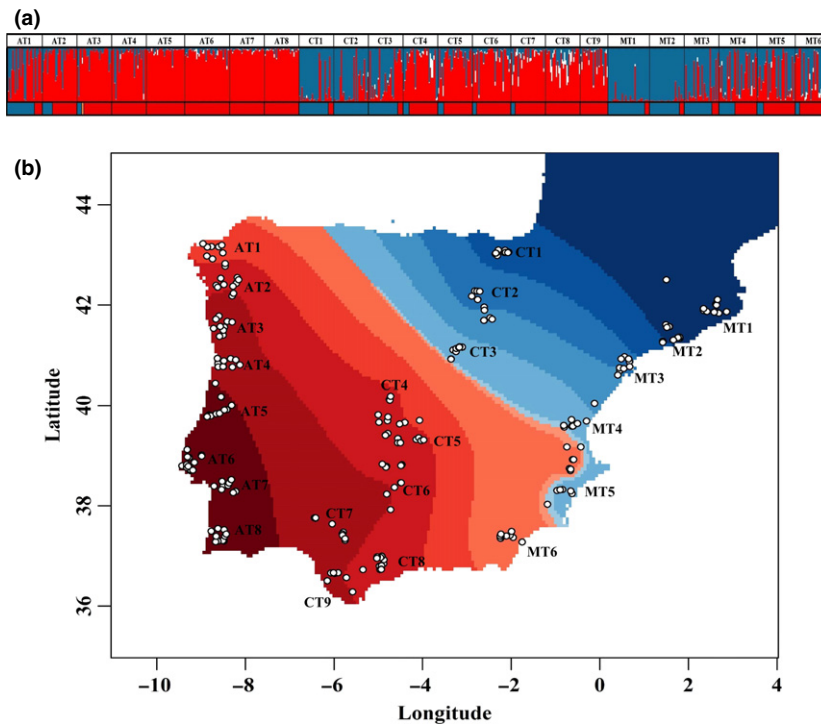 (a)
AT1 AT2 AT3 AT4 AT5 AT6 AT7 AT8 CT1 CT2 CT3 CT4 CT5 CT6 CT7 CT8 CT9 MT1 MT2 MT3 MT4 MT5 MT6
(b)
44
42
40
38
36
Latitude
AT1
CT1
AT2
CT2
MT1
AT3
CT3
MT2
AT4
MT3
CT4
AT5
MT4
CT5
AT6
CT6
MT5
AT7
CT7
AT8
MT6
CT8
CT9
−10 −8 −6 −4 −2 0 2 4
Longitude